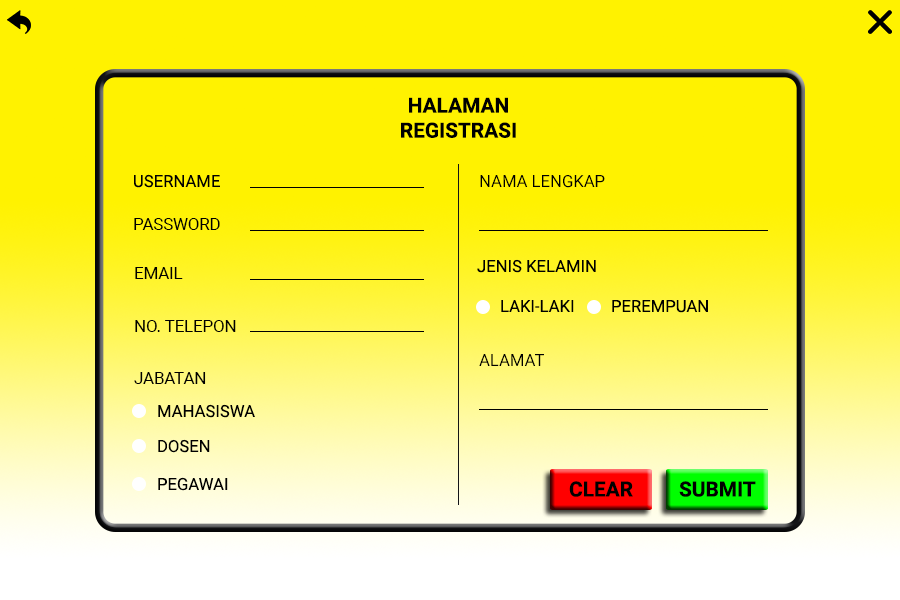 HALAMAN
REGISTRASI
USERNAME
PASSWORD
EMAIL
NO. TELEPON
JABATAN
MAHASISWA
DOSEN
PEGAWAI
NAMA LENGKAP
JENIS KELAMIN
LAKI-LAKI PEREMPUAN
ALAMAT
CLEAR SUBMIT